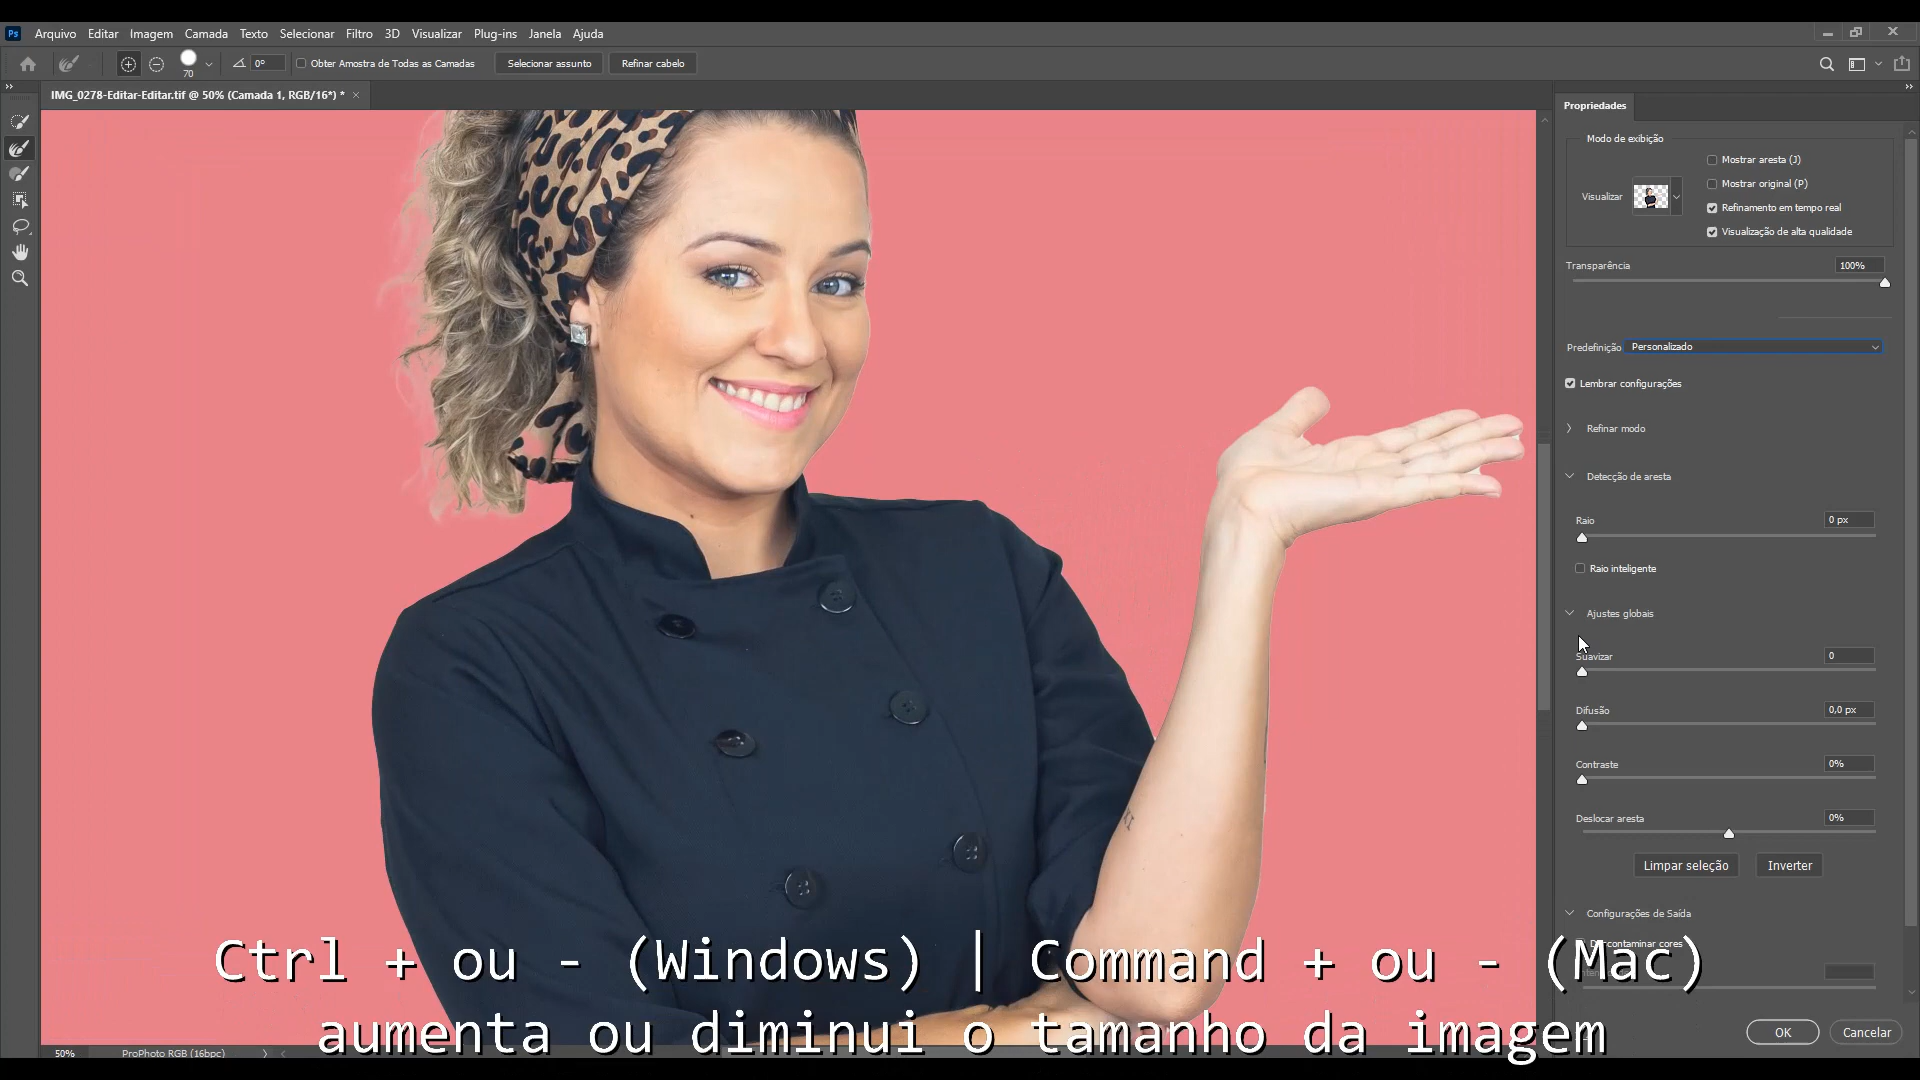 Ps Arquivo Editar Imagem Camada Texto Selecionar Filtro 3D Visualizar Plug-ins Janela Ajuda
70 0° Obter Amostra de Todas as Camadas Selecionar assunto Refinar cabelo
IMG_0278-Editar-Editar.tif @ 50% (Camada 1, RGB/16*) * ×
Propriedades
Modo de exibição
Mostrar aresta (J)
Mostrar original (P)
Visualizar
Refinamento em tempo real
Visualização de alta qualidade
Transparência 100%
Predefinição Personalizado
Lembrar configurações
Refinar modo
Detecção de aresta
Raio 0 px
Raio inteligente
Ajustes globais
Suavizar 0
Difusão 0,0 px
Contraste 0%
Deslocar aresta 0%
Limpar seleção Inverter
Configurações de Saída
cores
Ctrl + ou - (Windows) | Command + ou - (Mac)
aumenta ou diminui o tamanho da imagem
OK Cancelar
50% ProPhoto RGB (16bpc)